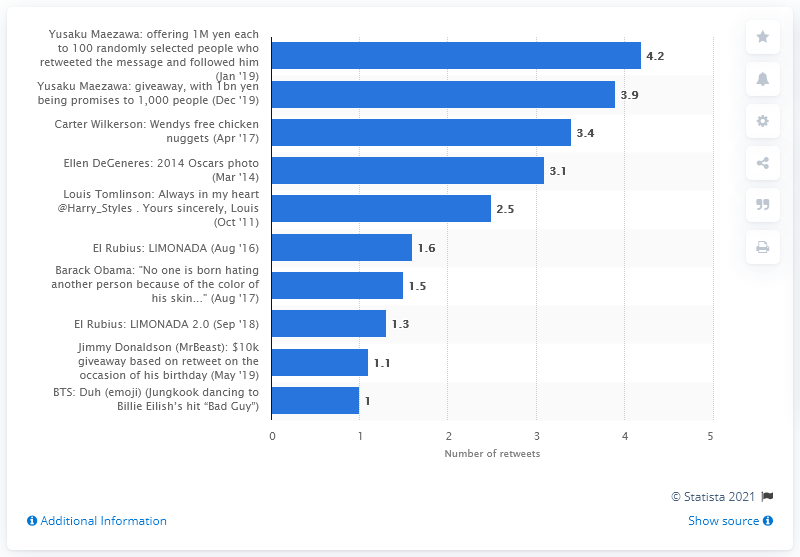 Yusaku Maezawa: offering 1M yen each
to 100 randomly selected people who
retweeted the message and followed him
(Jan '19)
4.2
Yusaku Maezawa: giveaway, with 1bn yen
being promises to 1,000 people (Dec '19)
3.9
Carter Wilkerson: Wendys free chicken
nuggets (Apr '17)
3.4
Ellen DeGeneres: 2014 Oscars photo
(Mar '14)
3.1
Louis Tomlinson: Always in my heart
@Harry_Styles . Yours sincerely, Louis
(Oct '11)
2.5
El Rubius: LIMONADA (Aug '16)
1.6
Barack Obama: "No one is born hating
another person because of the color of
his skin..." (Aug '17)
1.5
El Rubius: LIMONADA 2.0 (Sep '18)
1.3
Jimmy Donaldson (MrBeast): $10k
giveaway based on retweet on the
occasion of his birthday (May '19)
1.1
BTS: Duh (emoji) (Jungkook dancing to
Billie Eilish’s hit “Bad Guy”)
1
0 1 2 3 4 5
Number of retweets
© Statista 2021
Additional Information
Show source